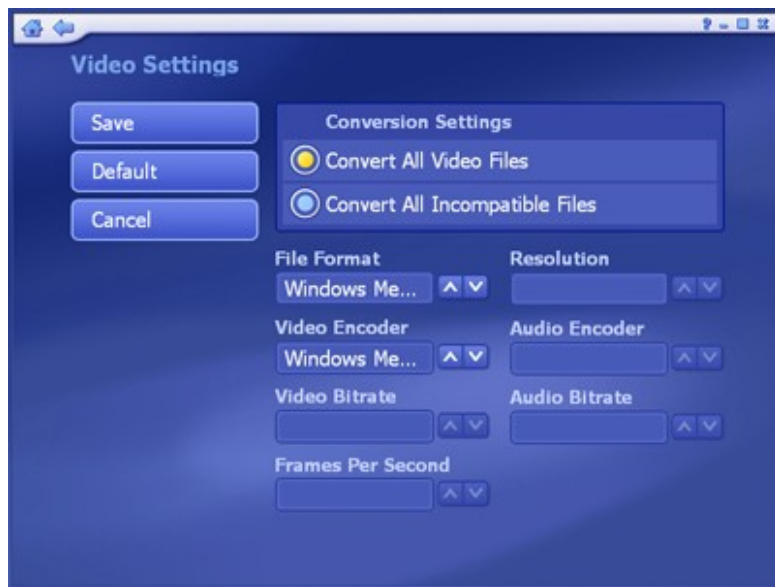 Video Settings
Save
Default
Cancel
Conversion Settings
Convert All Video Files
Convert All Incompatible Files
File Format
Resolution
Windows Me...
Video Encoder
Audio Encoder
Windows Me...
Video Bitrate
Audio Bitrate
Frames Per Second